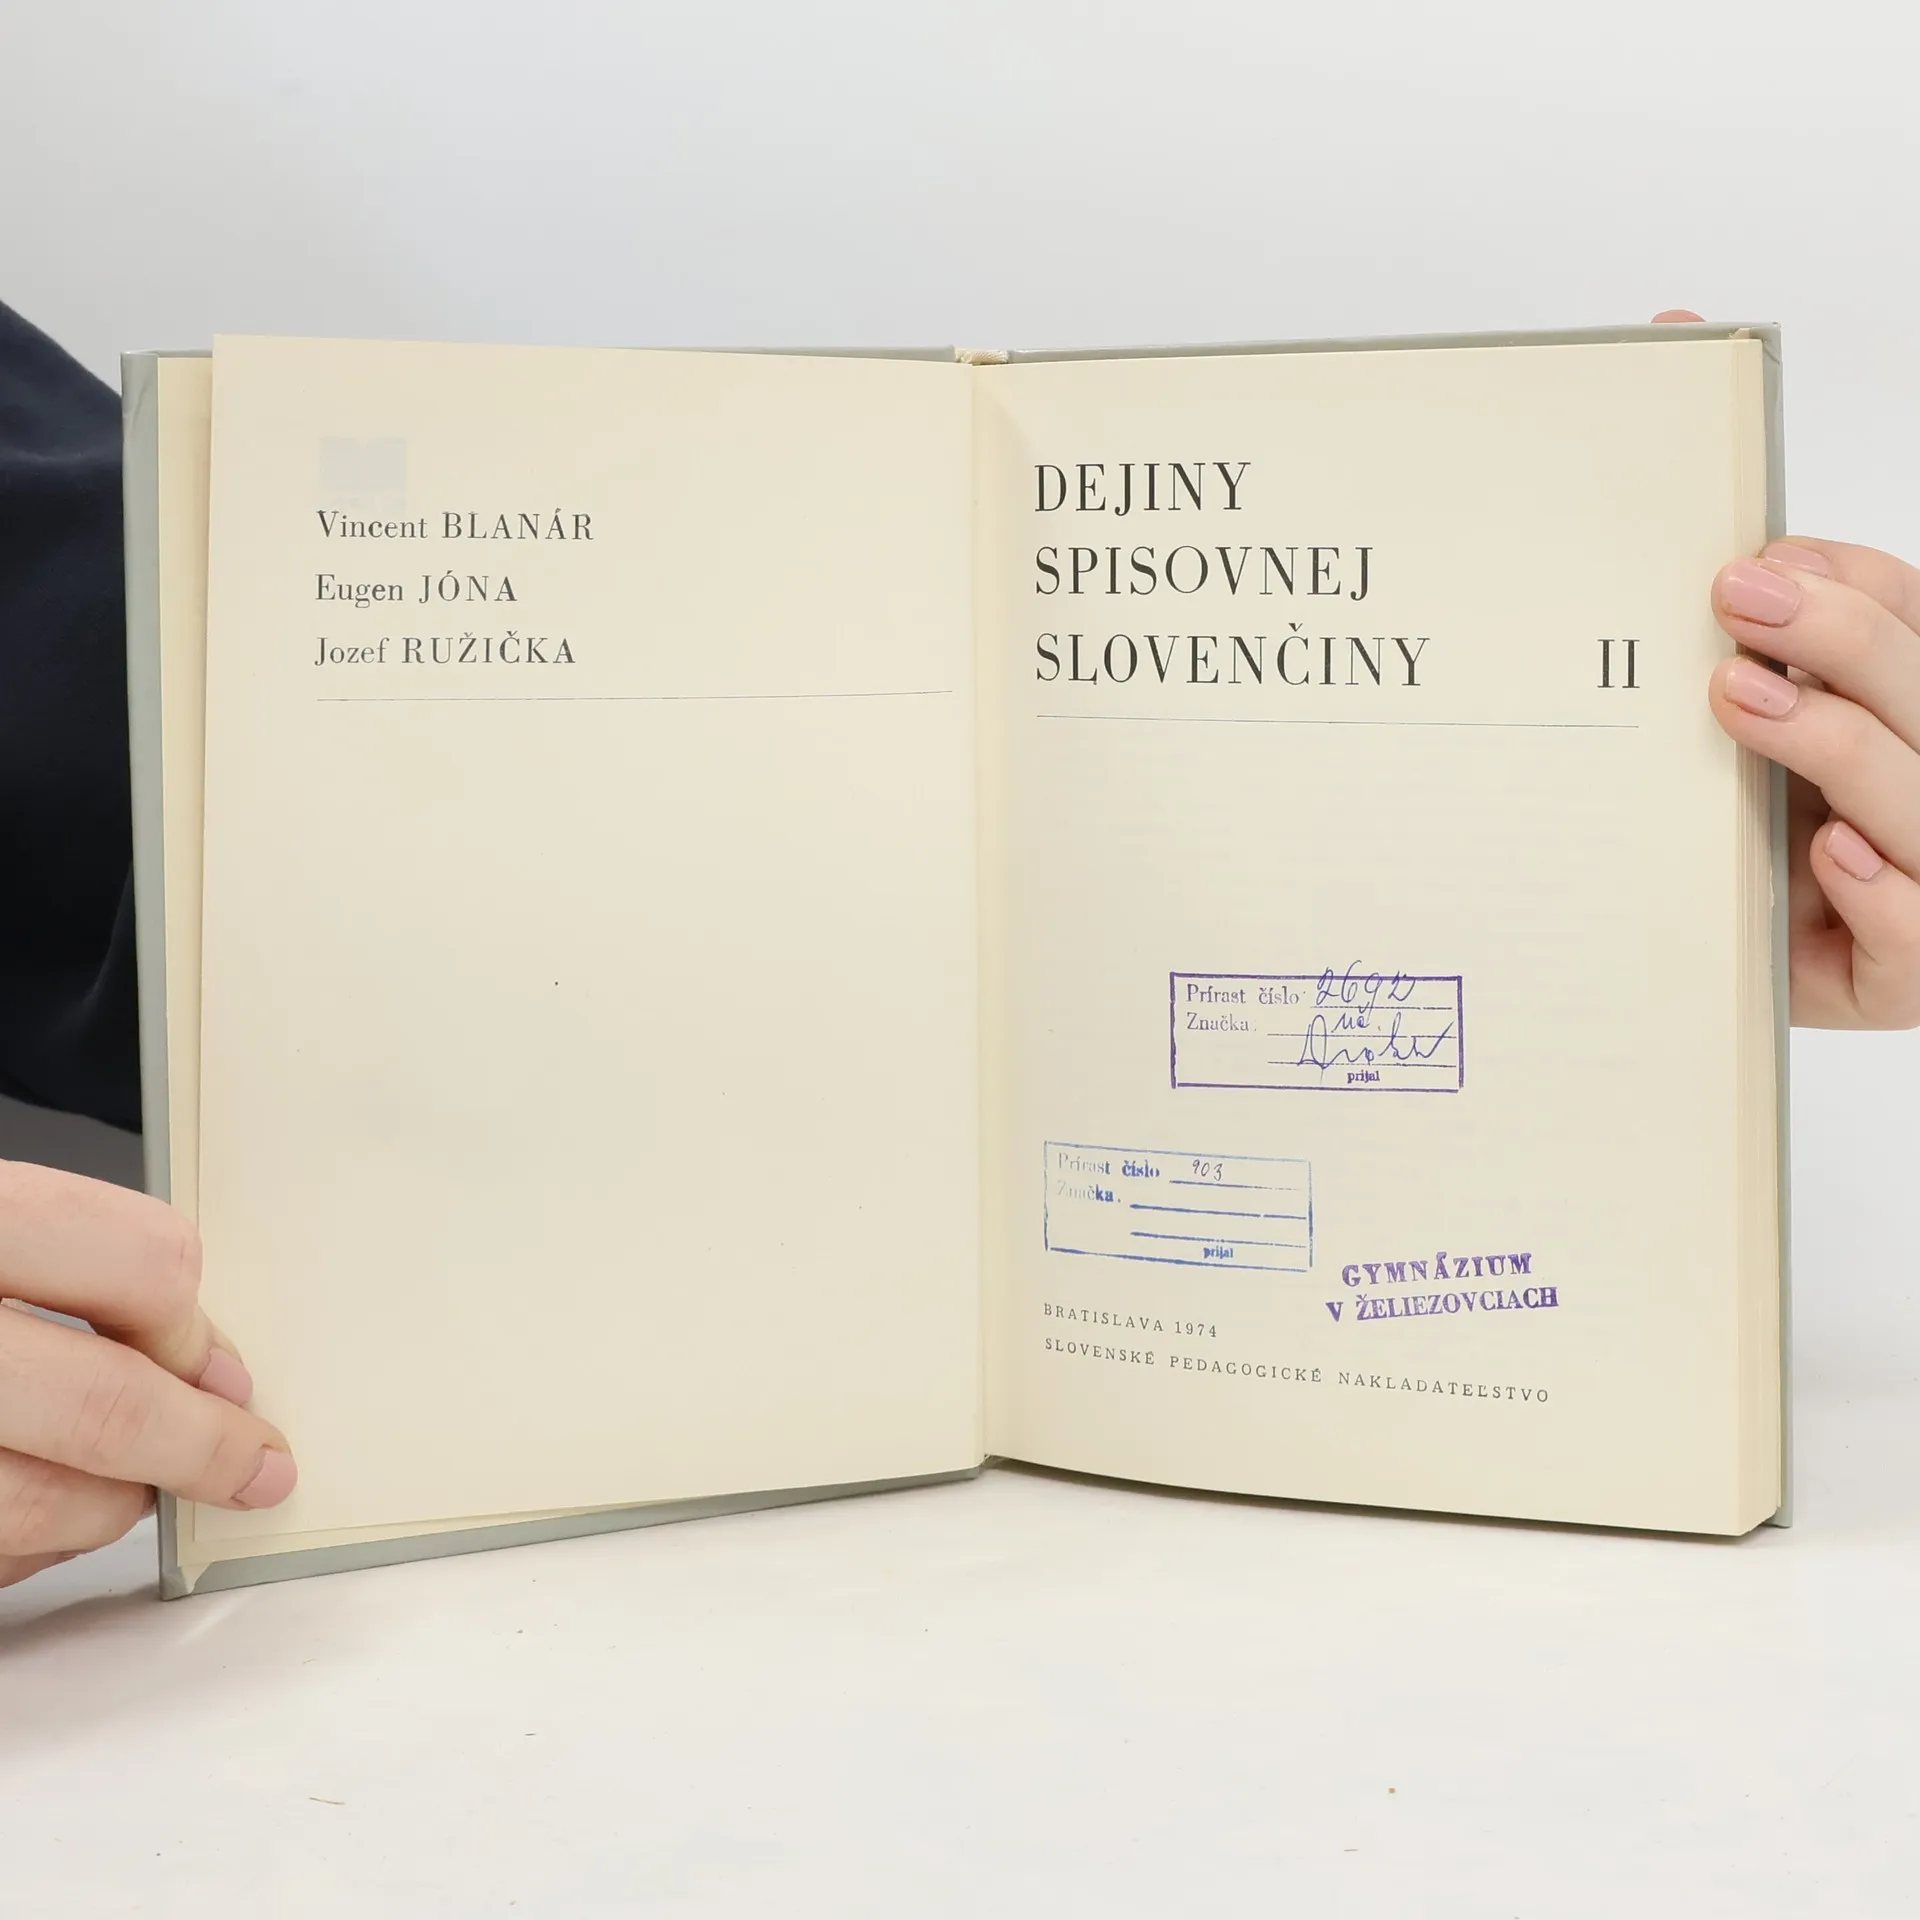 Vincent BLANÁR
Eugen JÓNA
Jozef RUŽIČKA
DEJINY
SPISOVNEJ
SLOVENČINY II
Prírast číslo 2692
Značka
prijal
Prírast číslo 903
Značka.
prijal
GYMNÁZIUM
V ŽELIEZOVCIACH
BRATISLAVA 1974
SLOVENSKÉ PEDAGOGICKÉ NAKLADATEĽSTVO